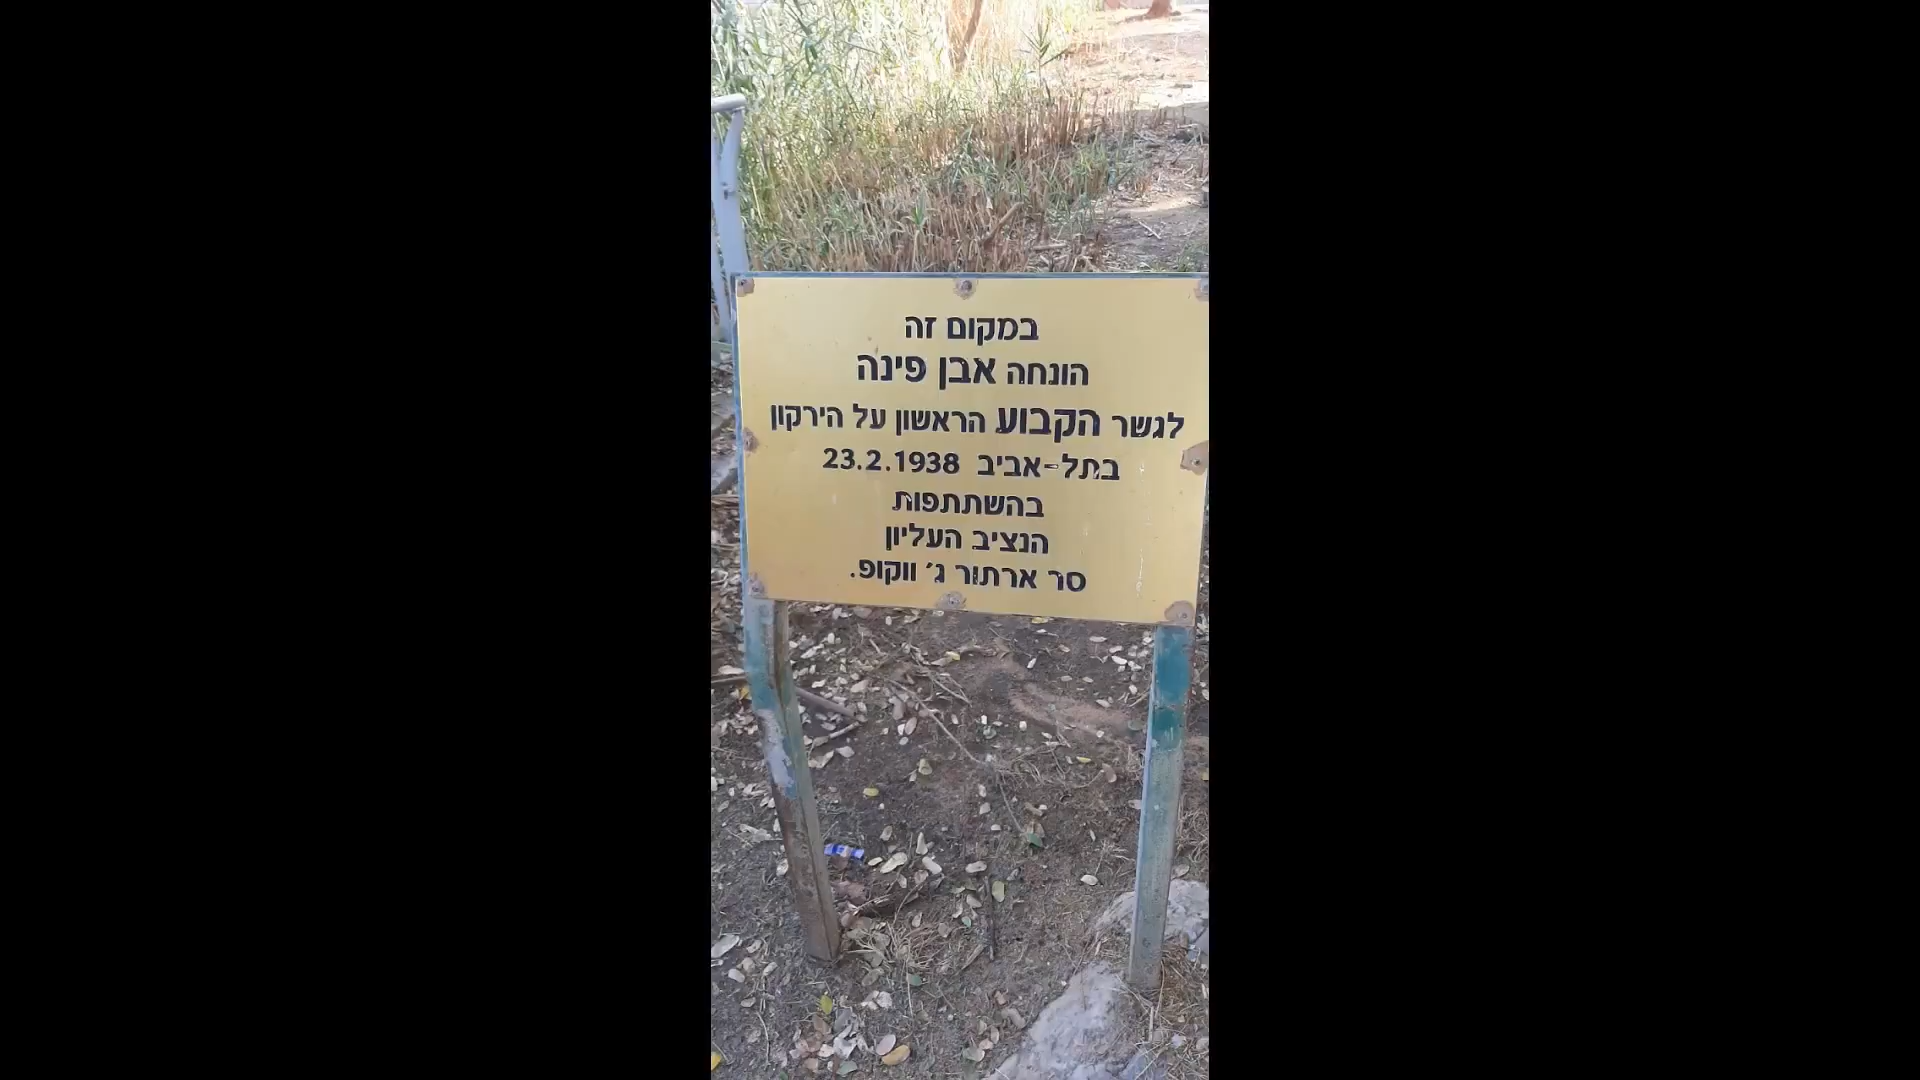 במקום זה
הונחה אבן פינה
לגשר הקבוע הראשון על הירקון
בתל-אביב 23.2.1938
בהשתתפות
הנציב העליון
סר ארתור ג׳ ווקופ.